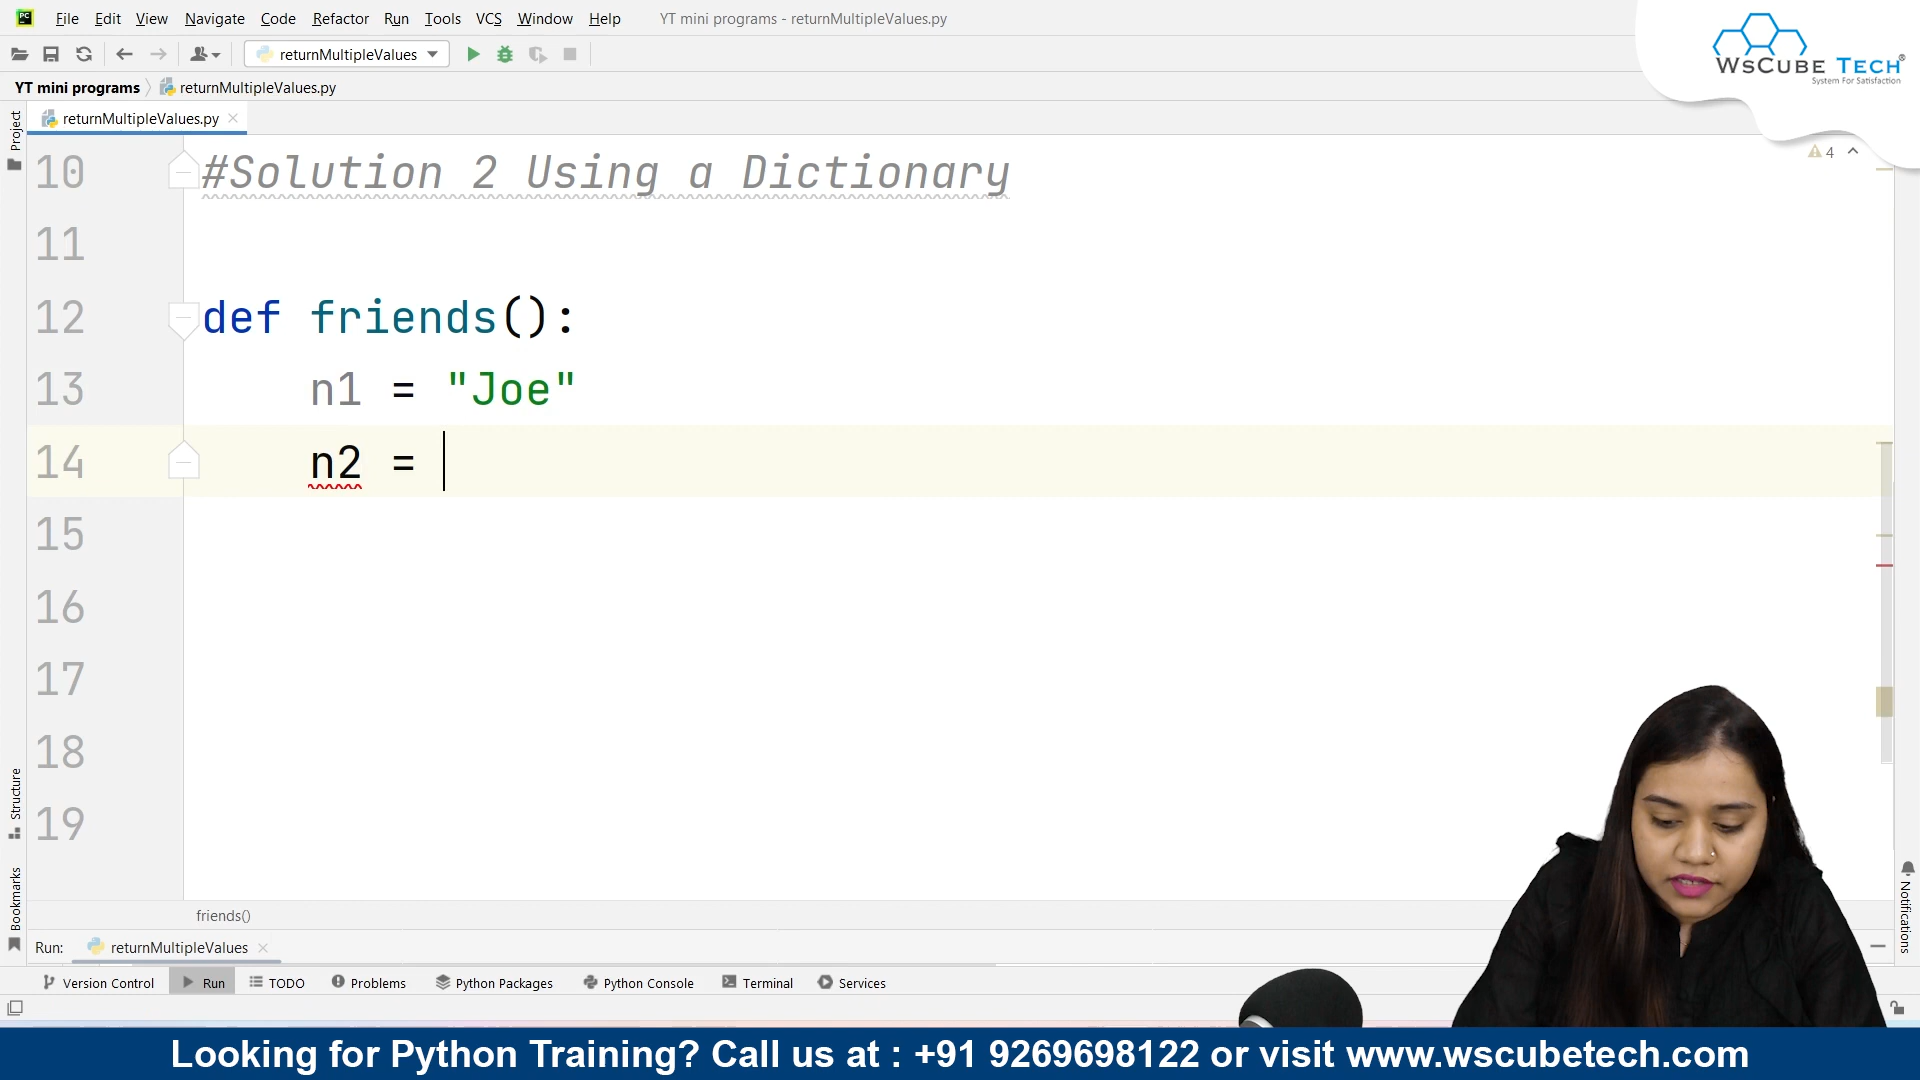 File Edit View Navigate Code Refactor Run Tools VCS Window Help YT mini programs - returnMultipleValues.py
returnMultipleValues
WsCube Tech®
System For Satisfaction
YT mini programs returnMultipleValues.py
returnMultipleValues.py
Project
4
10 #Solution 2 Using a Dictionary
11
12 def friends():
13 n1 = "Joe"
14 n2 =
15
16
17
18
19
Structure
Bookmarks
Notifications
friends()
Run: returnMultipleValues
Version Control Run TODO Problems Python Packages Python Console Terminal Services
Looking for Python Training? Call us at : +91 9269698122 or visit www.wscubetech.com